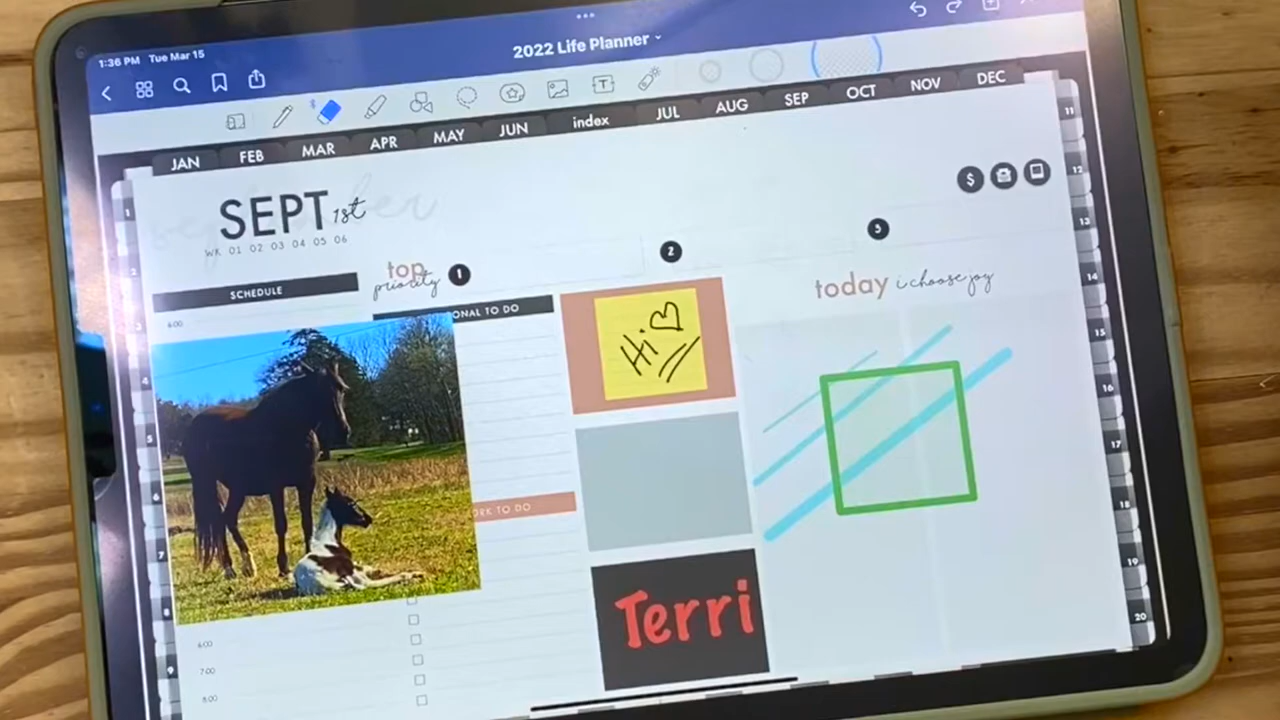 1:36 PM Tue Mar 15
2022 Life Planner
JAN FEB MAR APR MAY JUN index JUL AUG SEP OCT NOV DEC
SEPT 1st
WK 01 02 03 04 05 06
$
top
priority
1
2
3
SCHEDULE
ONAL TO DO
today i choose joy
6:00
Hi
RK TO DO
Terri
6:00
7:00
8:00
1
2
3
4
5
6
7
8
9
11
12
13
14
15
16
17
18
19
20